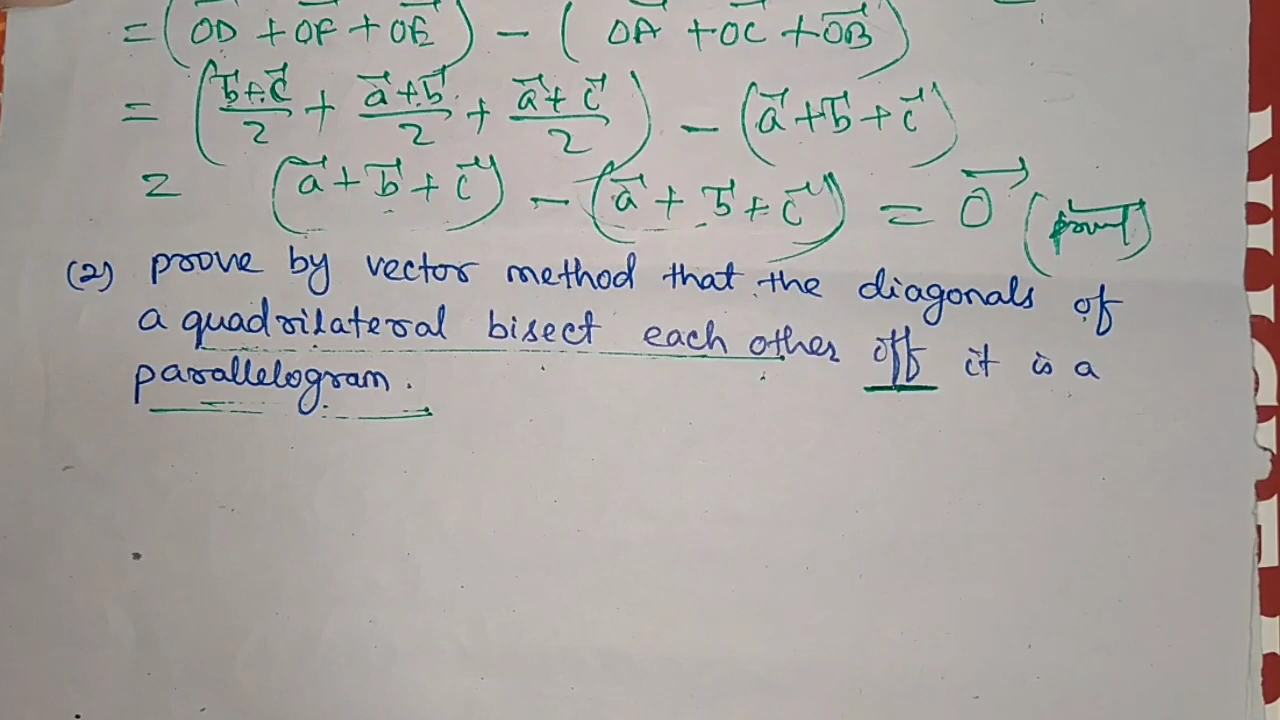 = (OD⃗ + OF⃗ + OE⃗) - (OA⃗ + OC⃗ + OB⃗)
= ((b⃗+c⃗)/2 + (a⃗+b⃗)/2 + (a⃗+c⃗)/2) - (a⃗+b⃗+c⃗)
= (a⃗+b⃗+c⃗) - (a⃗+b⃗+c⃗) = O⃗
(2) prove by vector method that the diagonals of
a quadrilateral bisect each other iff it is a
parallelogram.